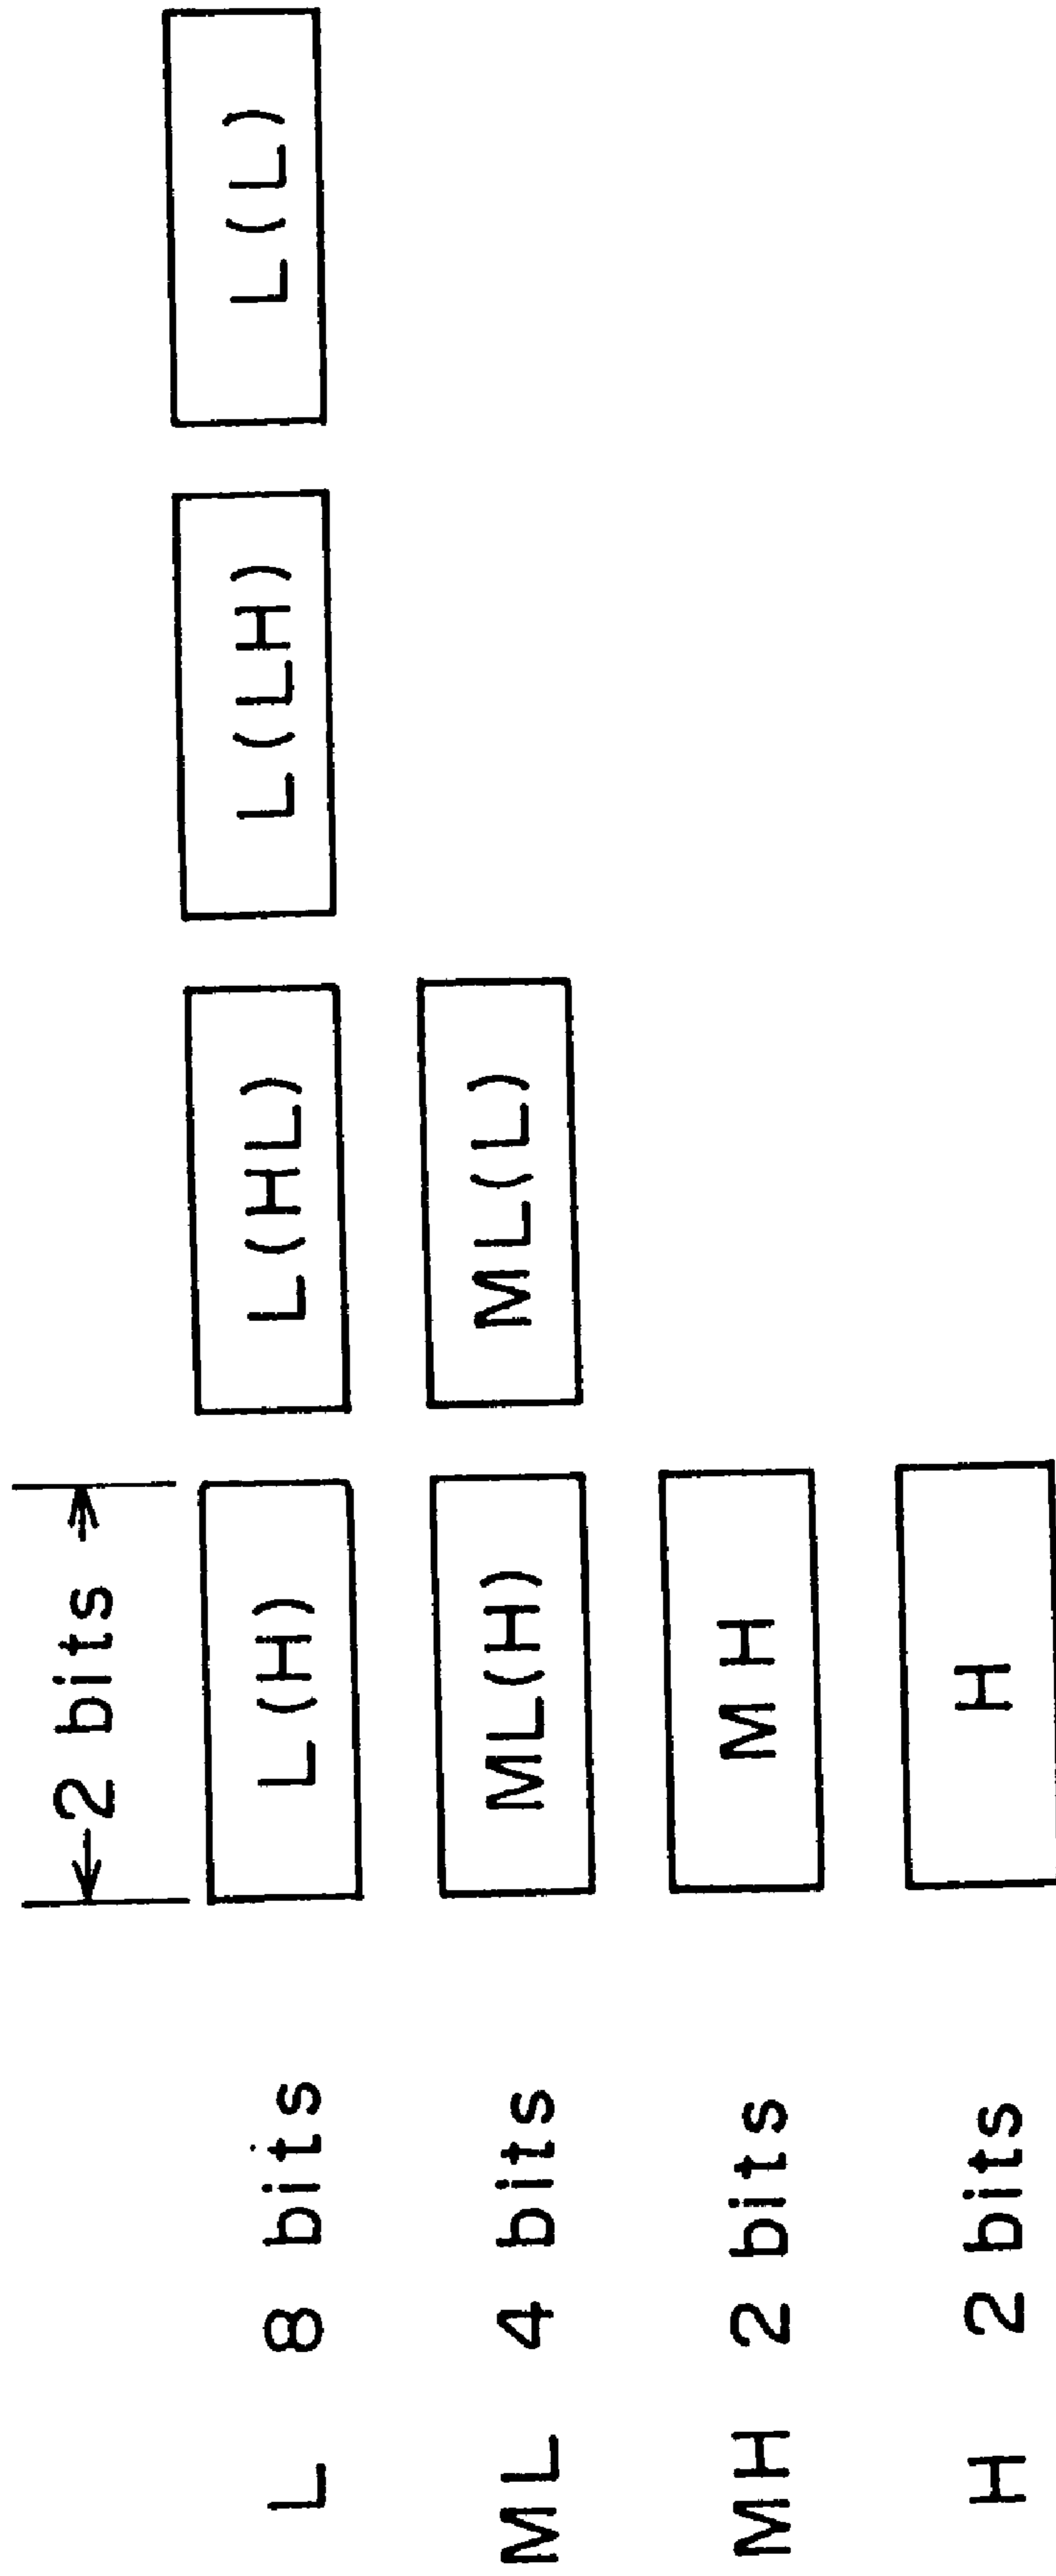 ←2 bits→
L 8 bits L(H) L(HL) L(LH) L(L)
ML 4 bits ML(H) ML(L)
MH 2 bits MH
H 2 bits H